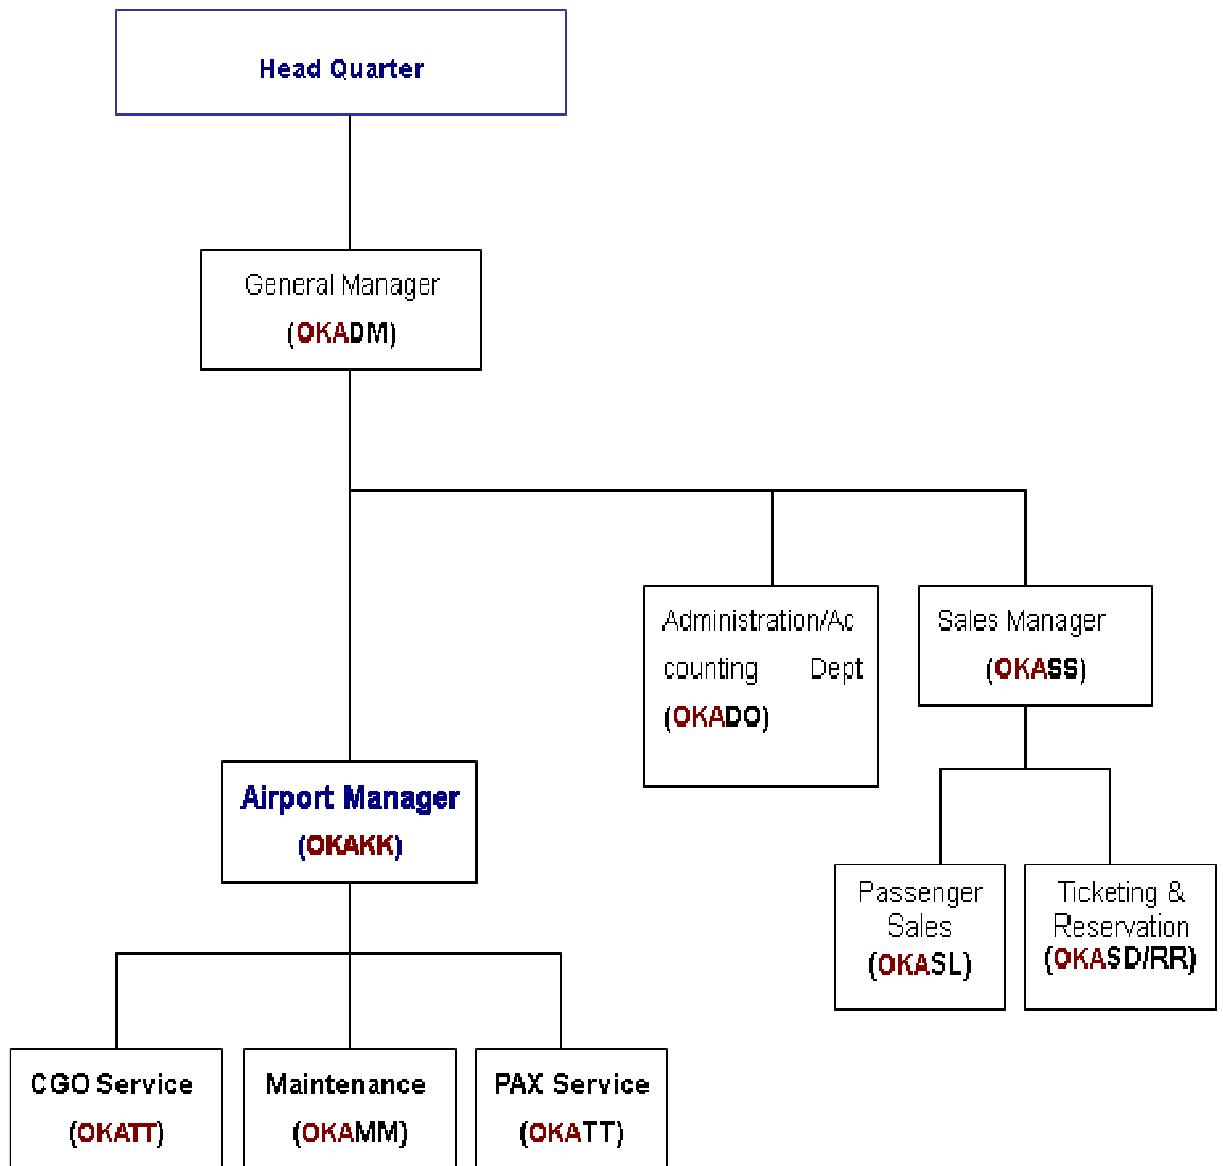 Head Quarter
General Manager
(OKADM)
Administration/Ac
counting Dept
(OKADO)
Sales Manager
(OKASS)
Airport Manager
(OKAKK)
Passenger
Sales
(OKASL)
Ticketing &
Reservation
(OKASD/RR)
CGO Service
(OKATT)
Maintenance
(OKAMM)
PAX Service
(OKATT)